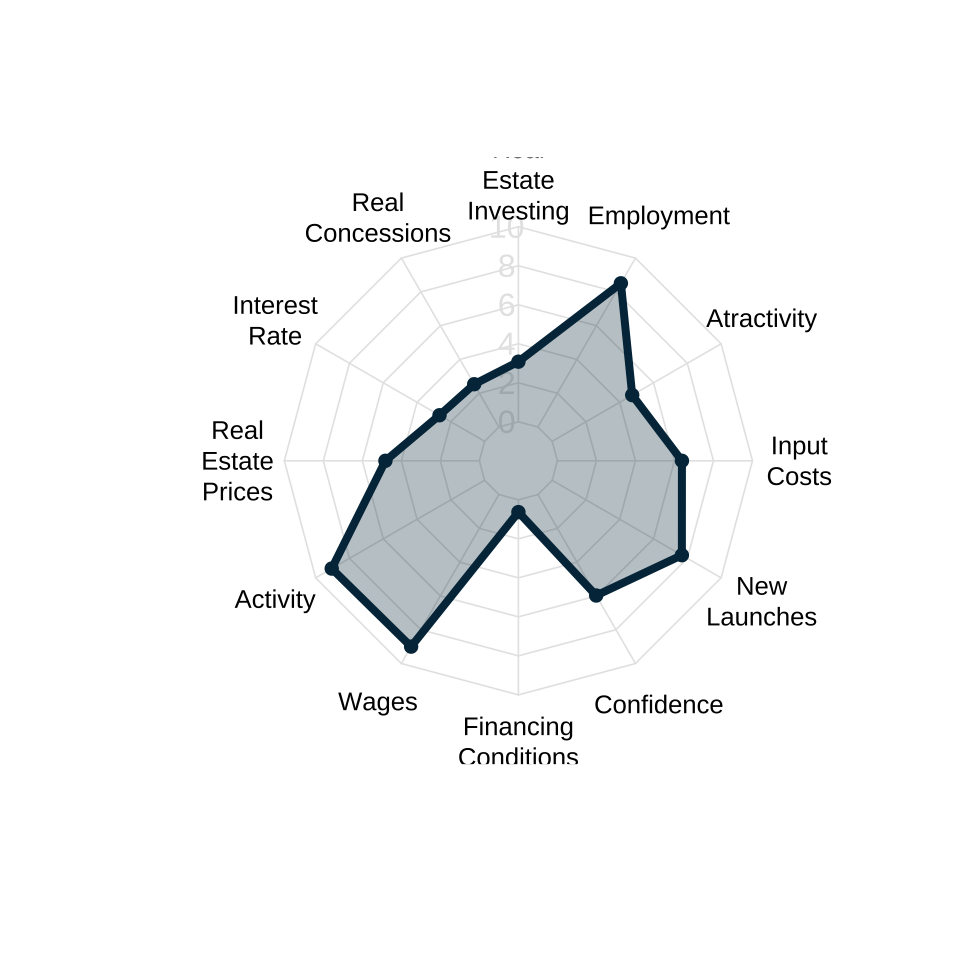 Estate
Investing
Employment
Real
Concessions
10
8
6
4
2
0
Interest
Rate
Atractivity
Real
Estate
Prices
Input
Costs
Activity
New
Launches
Wages
Confidence
Financing
Conditions